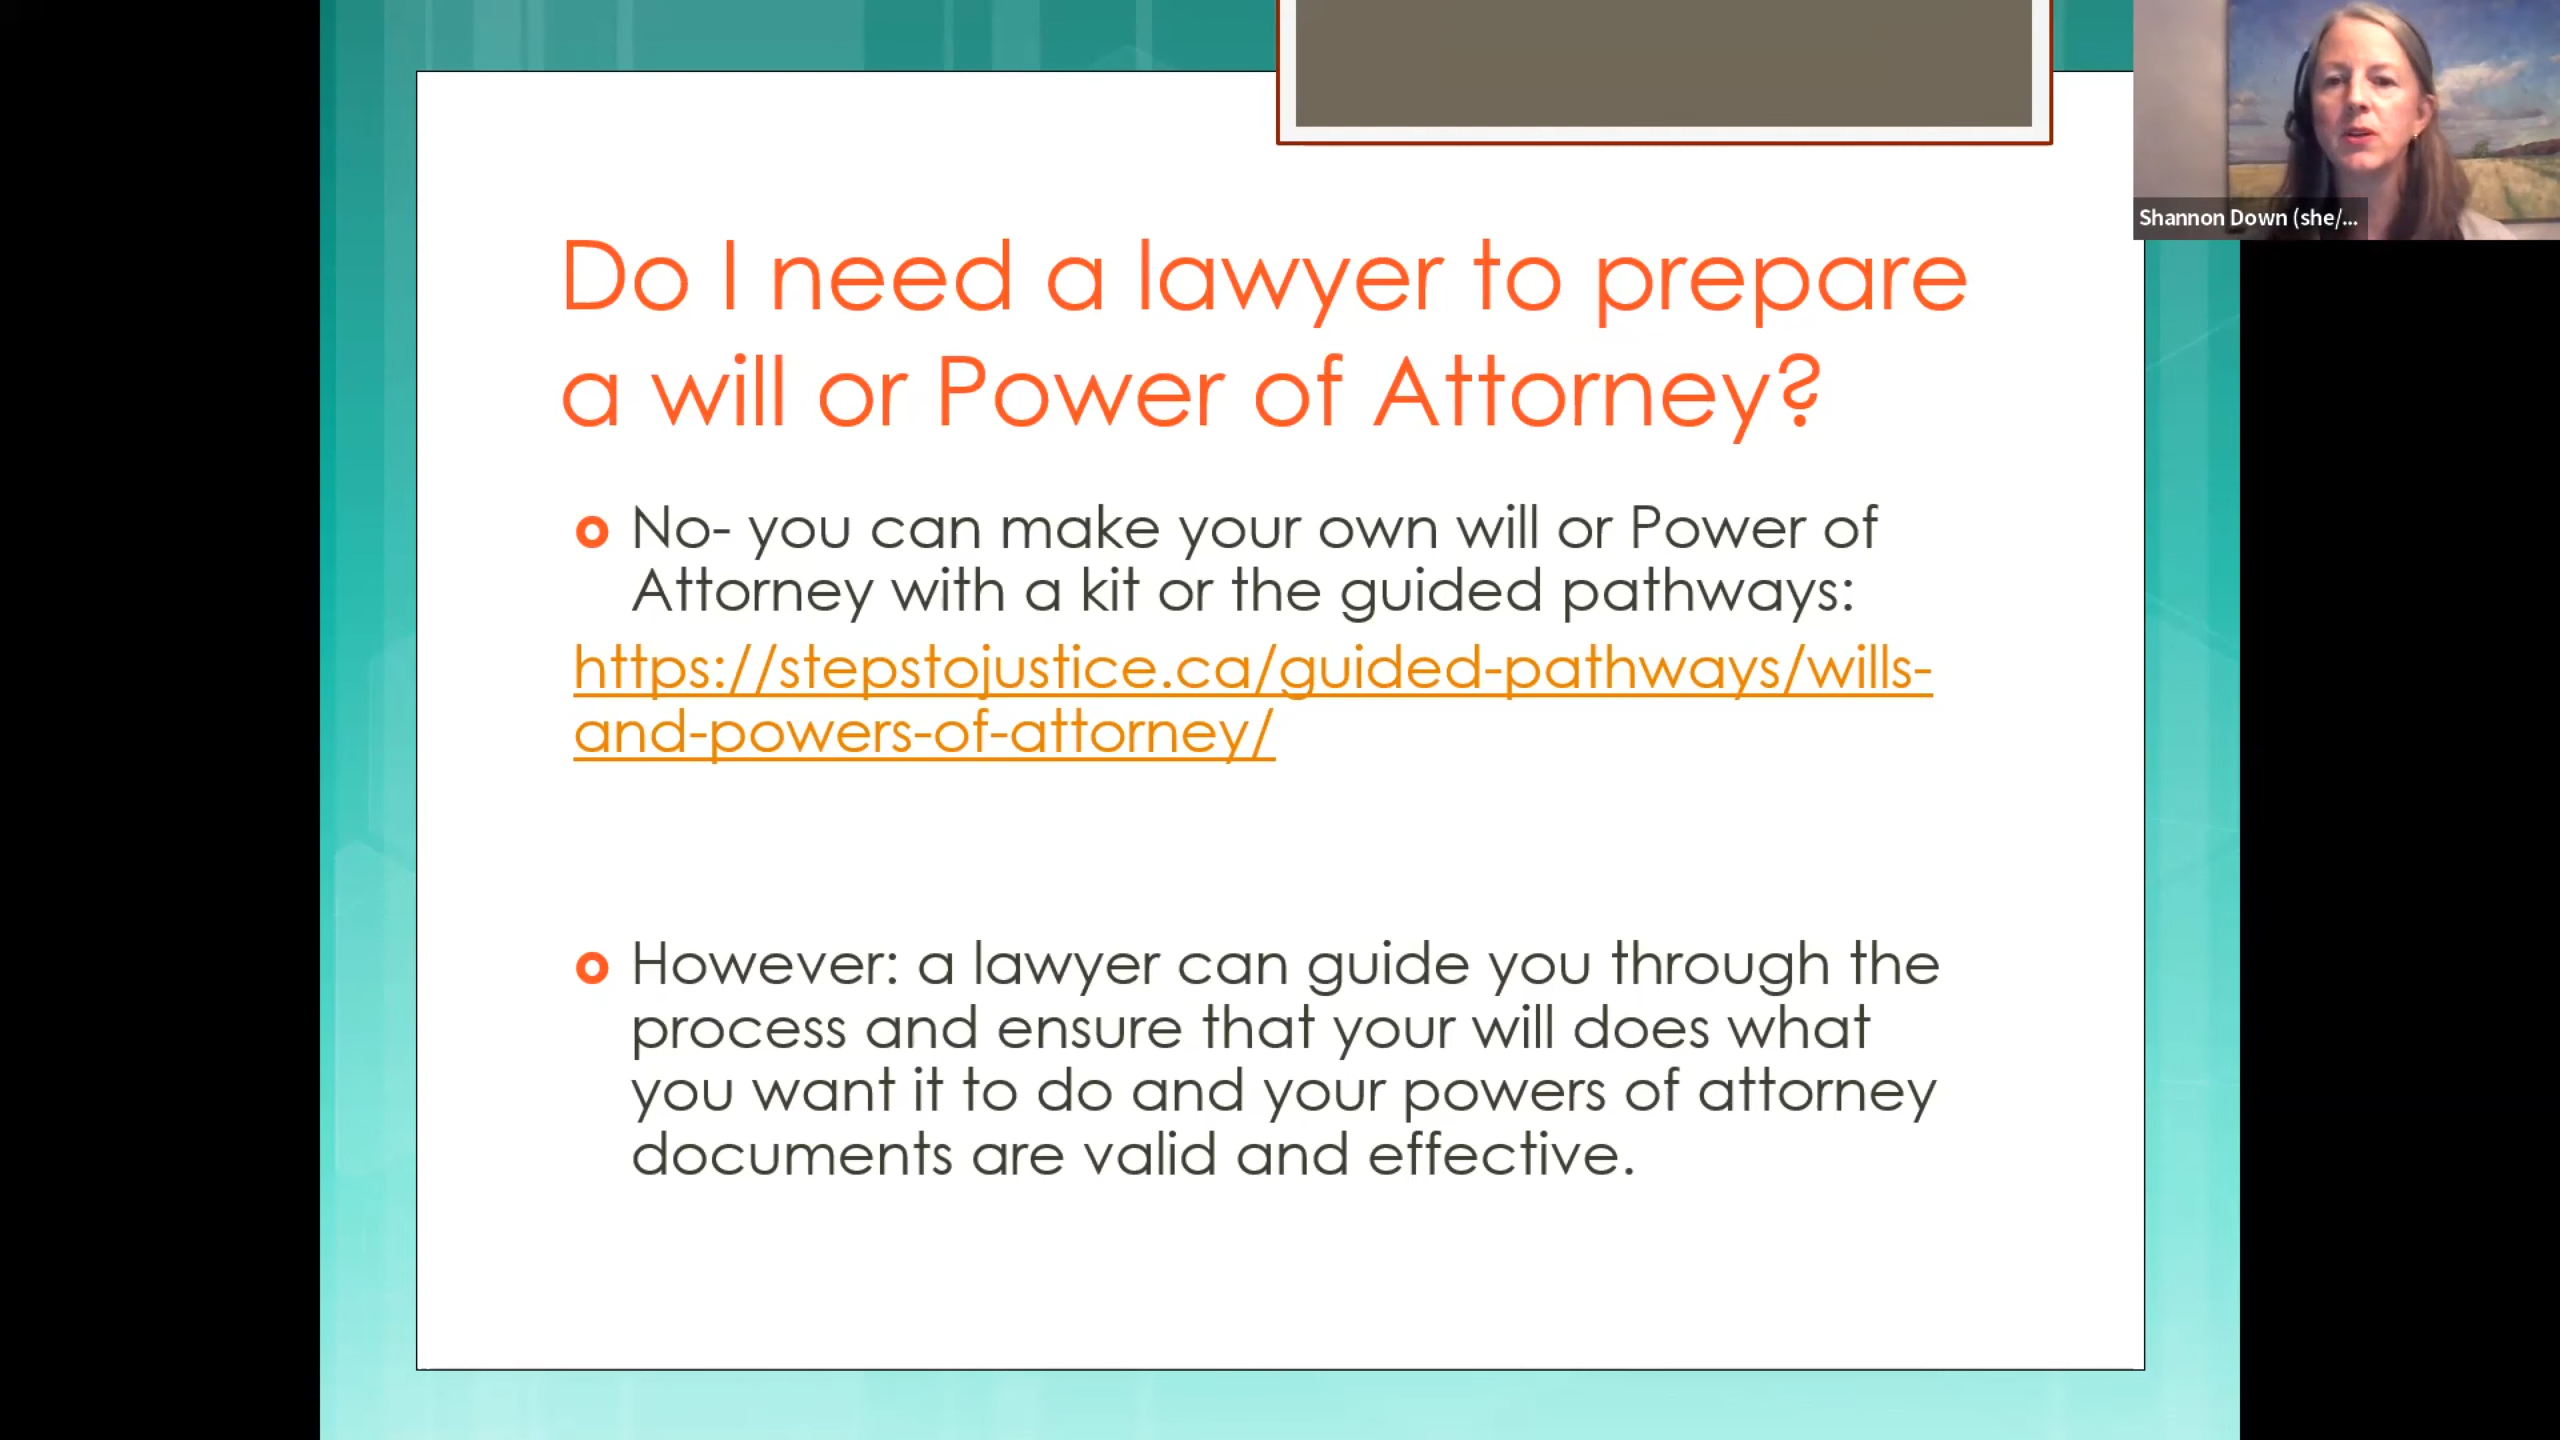 Do I need a lawyer to prepare
a will or Power of Attorney?
No- you can make your own will or Power of
Attorney with a kit or the guided pathways:
https://stepstojustice.ca/guided-pathways/wills-
and-powers-of-attorney/
However: a lawyer can guide you through the
process and ensure that your will does what
you want it to do and your powers of attorney
documents are valid and effective.
Shannon Down (she/...